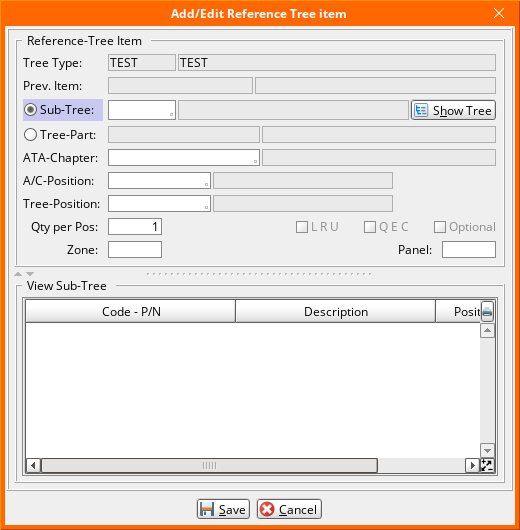 Add/Edit Reference Tree item
Reference-Tree Item
Tree Type: TEST TEST
Prev. Item:
Sub-Tree: Show Tree
Tree-Part:
ATA-Chapter:
A/C-Position:
Tree-Position:
Qty per Pos: 1 L R U Q E C Optional
Zone: Panel:
View Sub-Tree
Code - P/N Description Posit
Save Cancel